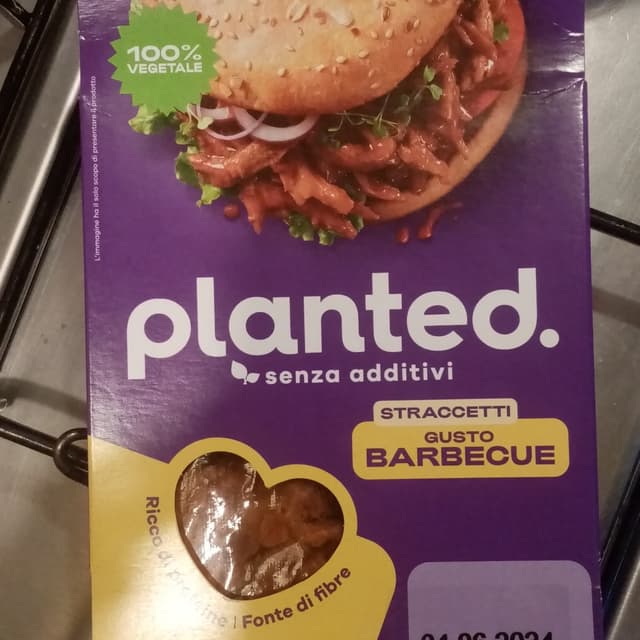 100%
VEGETALE
L'immagine ha il solo scopo di presentare il prodotto
planted.
senza additivi
STRACCETTI
GUSTO
BARBECUE
Ricco di proteine | Fonte di fibre